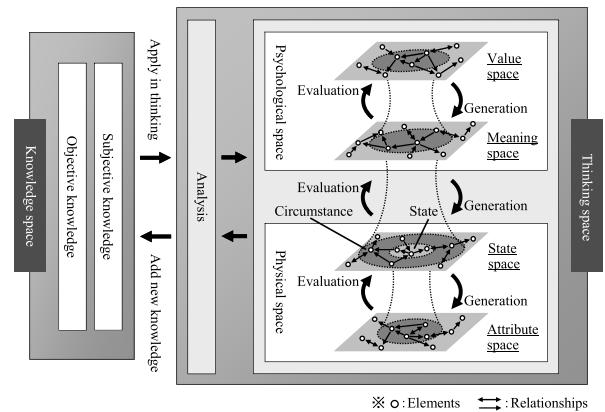 Knowledge space
Objective knowledge
Subjective knowledge
Apply in thinking
Add new knowledge
Analysis
Psychological space
Value
space
Evaluation
Generation
Meaning
space
Evaluation
Generation
Circumstance
State
Physical space
State
space
Evaluation
Generation
Attribute
space
Thinking space
※ : Elements : Relationships